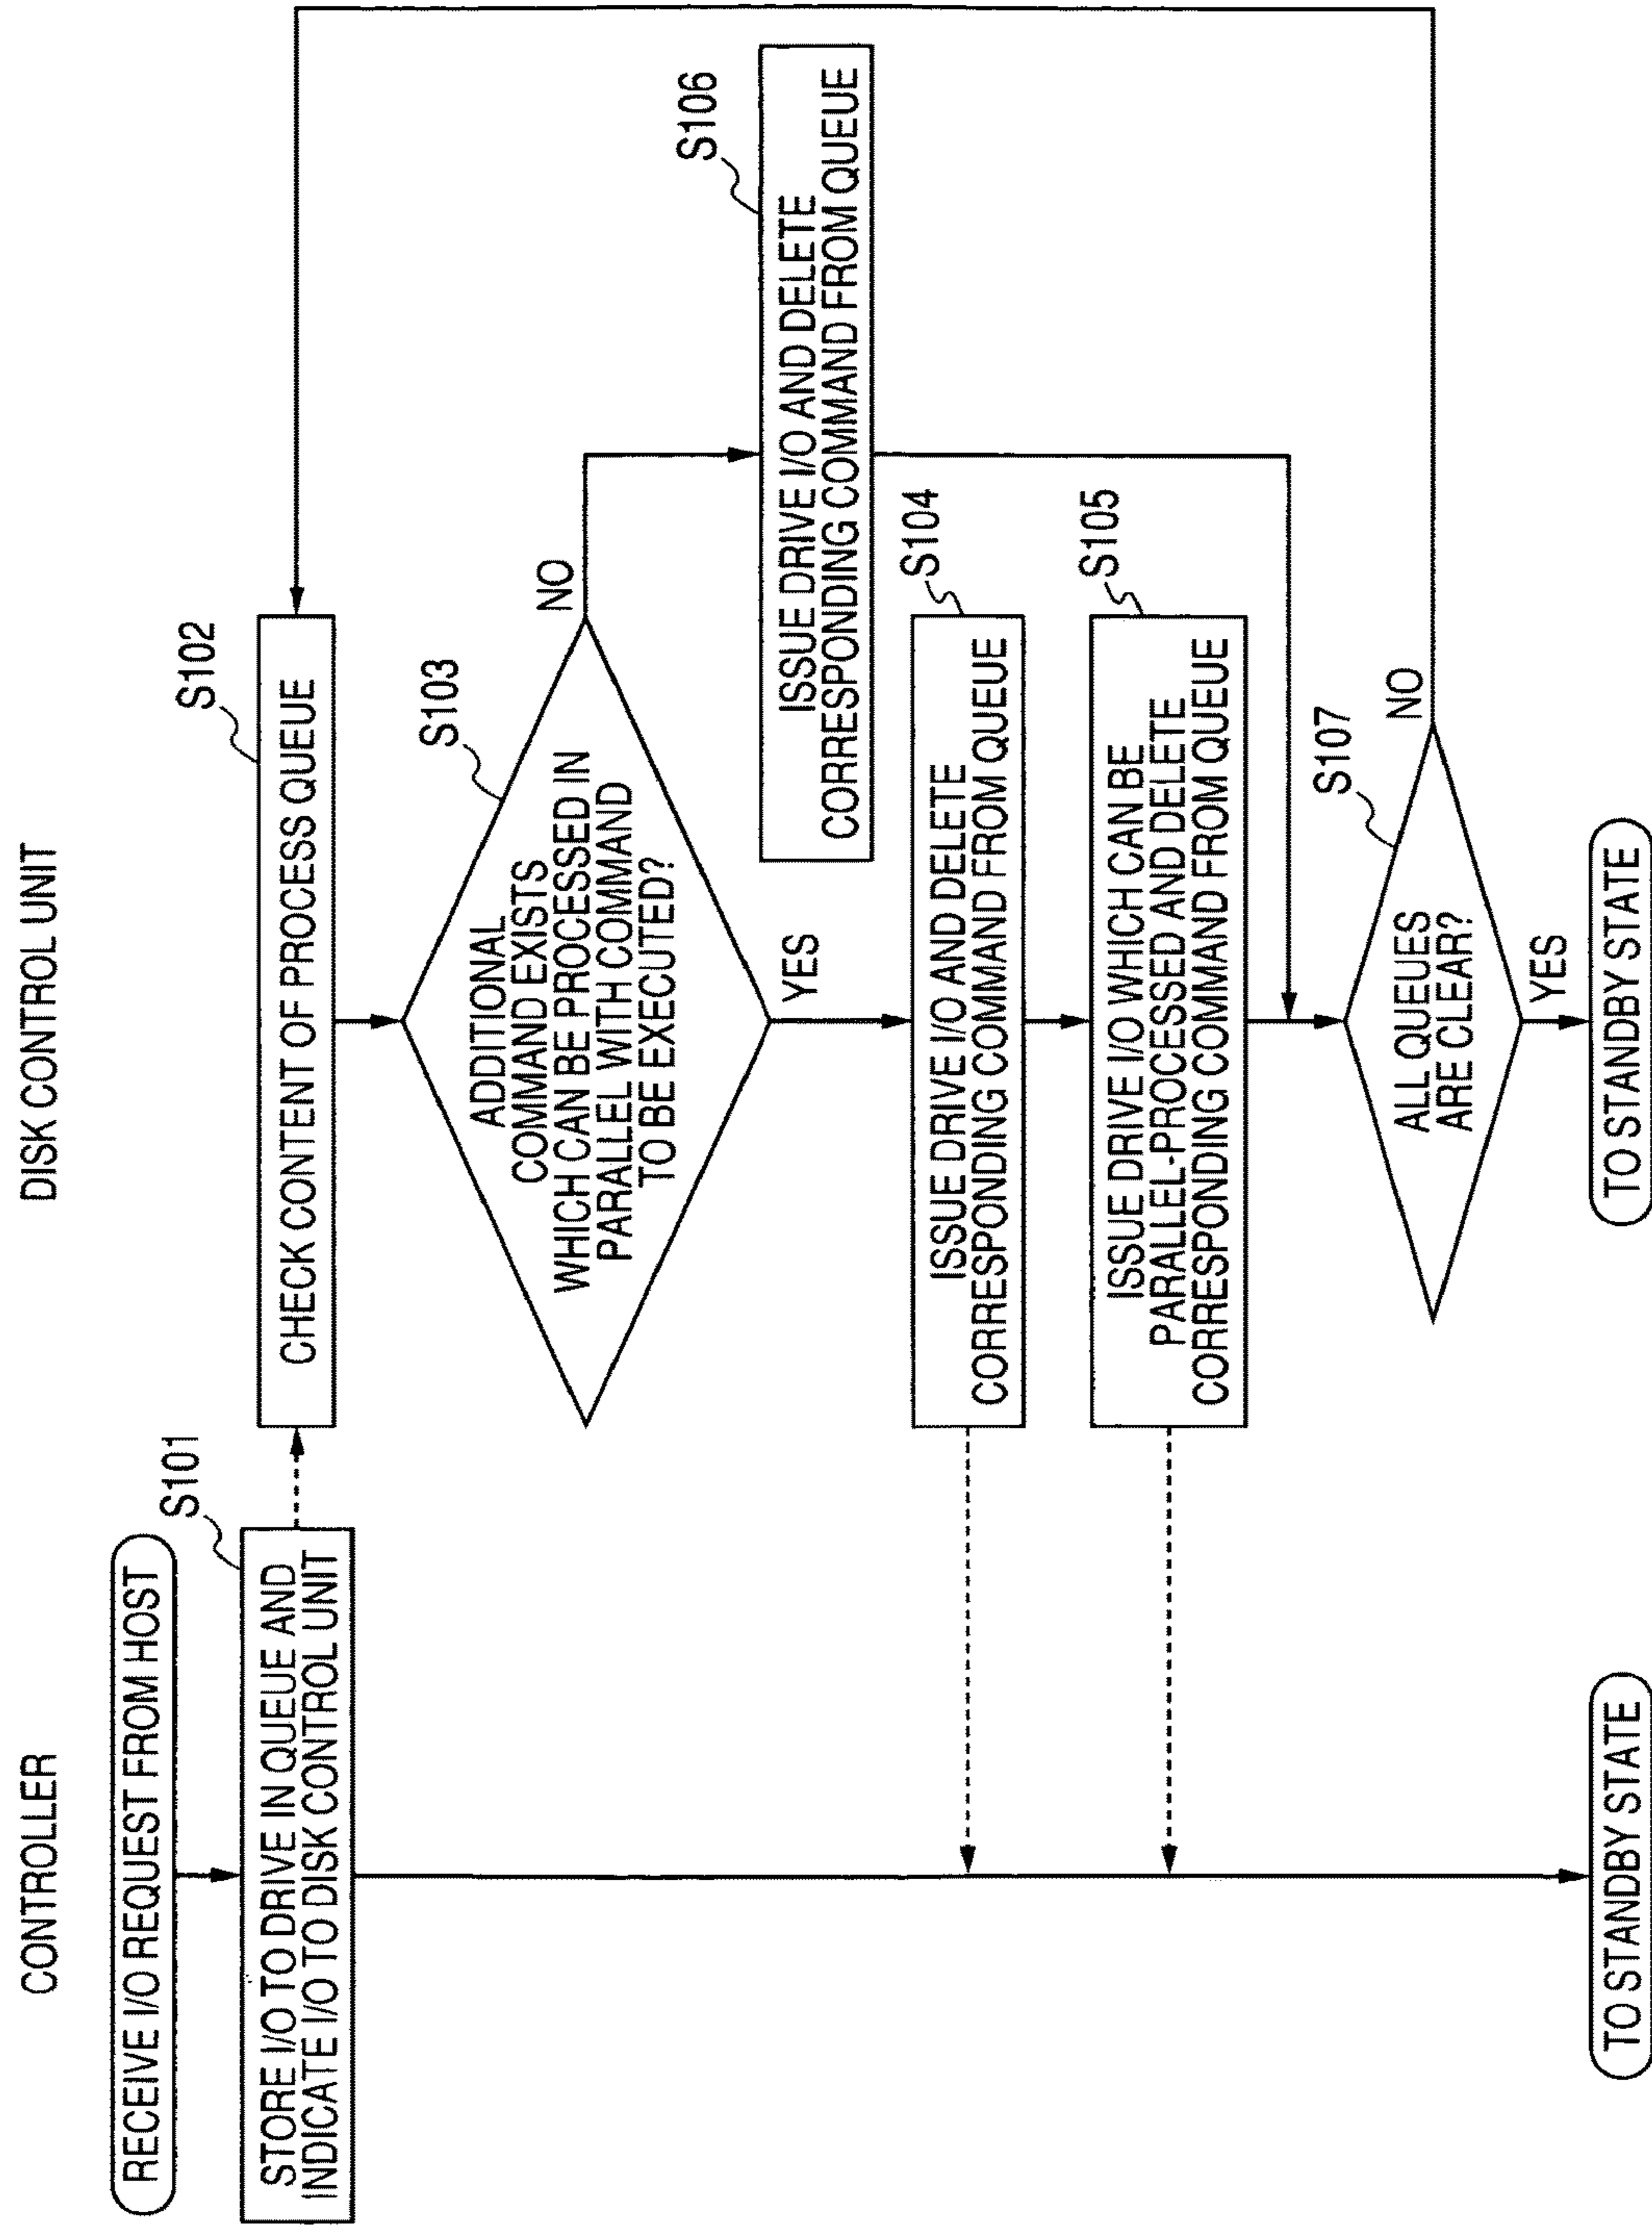 CONTROLLER
RECEIVE I/O REQUEST FROM HOST
S101
STORE I/O TO DRIVE IN QUEUE AND
INDICATE I/O TO DISK CONTROL UNIT
TO STANDBY STATE
DISK CONTROL UNIT
S102
CHECK CONTENT OF PROCESS QUEUE
S103
ADDITIONAL
COMMAND EXISTS
WHICH CAN BE PROCESSED IN
PARALLEL WITH COMMAND
TO BE EXECUTED?
NO
YES
S106
ISSUE DRIVE I/O AND DELETE
CORRESPONDING COMMAND FROM QUEUE
S104
ISSUE DRIVE I/O AND DELETE
CORRESPONDING COMMAND FROM QUEUE
S105
ISSUE DRIVE I/O WHICH CAN BE
PARALLEL-PROCESSED AND DELETE
CORRESPONDING COMMAND FROM QUEUE
S107
ALL QUEUES
ARE CLEAR?
NO
YES
TO STANDBY STATE